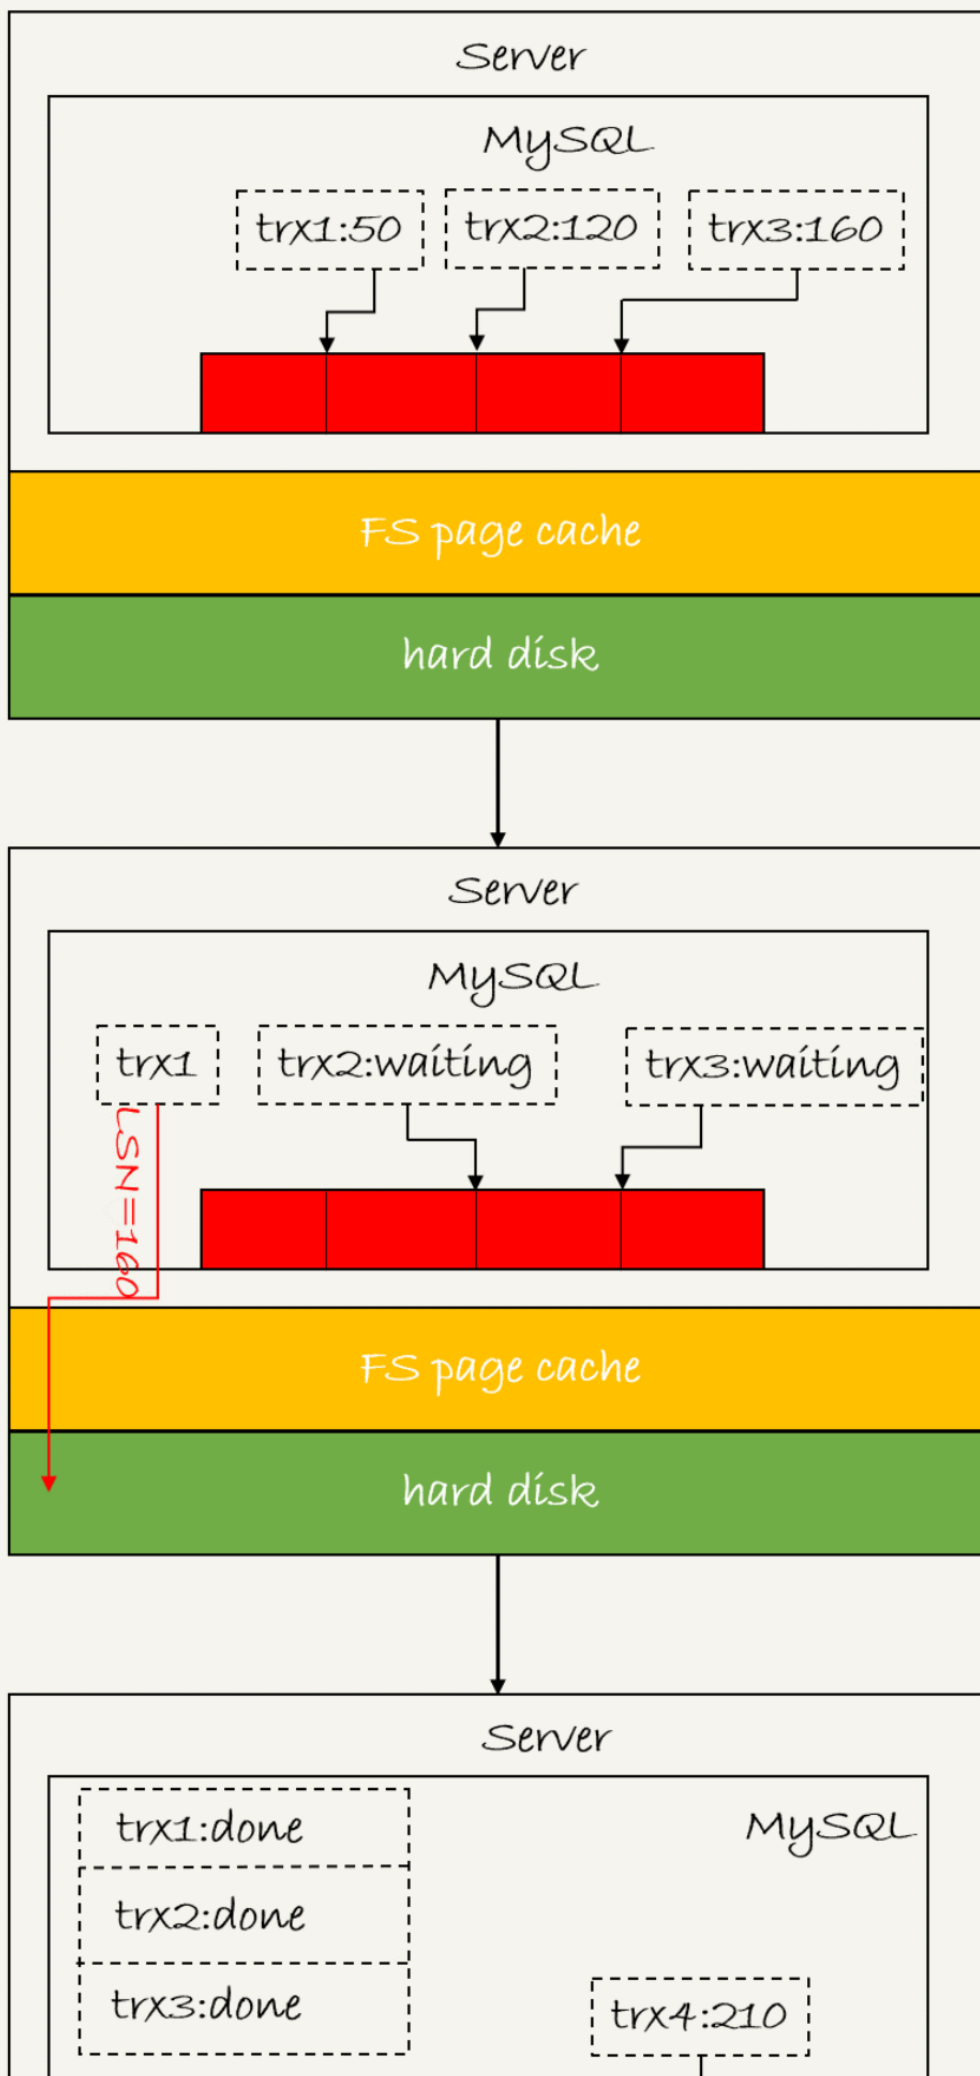 Server
MySQL
trx1:50
trx2:120
trx3:160
FS page cache
hard disk
Server
MySQL
trx1
trx2:waiting
trx3:waiting
LSN=160
FS page cache
hard disk
Server
MySQL
trx1:done
trx2:done
trx3:done
trx4:210